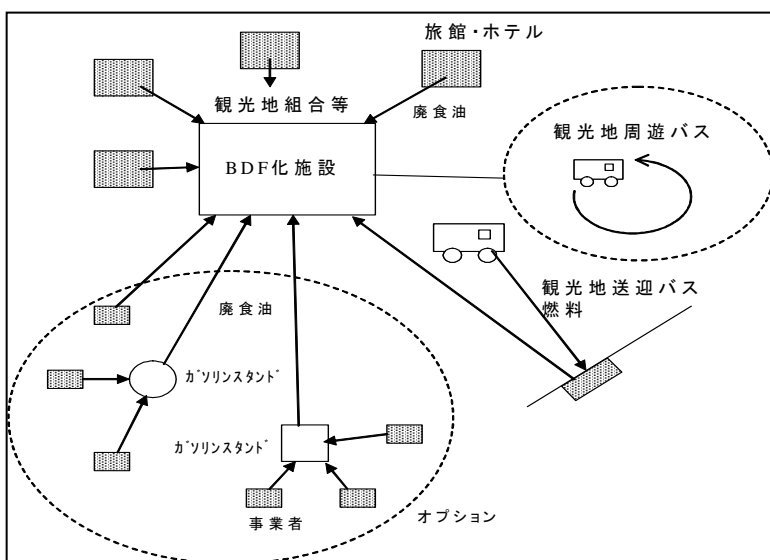 旅館・ホテル
観光地組合等
廃食油
観光地周遊バス
BDF化施設
観光地送迎バス
燃料
廃食油
ｶﾞｿﾘﾝｽﾀﾝﾄﾞ
ｶﾞｿﾘﾝｽﾀﾝﾄﾞ
事業者
オプション